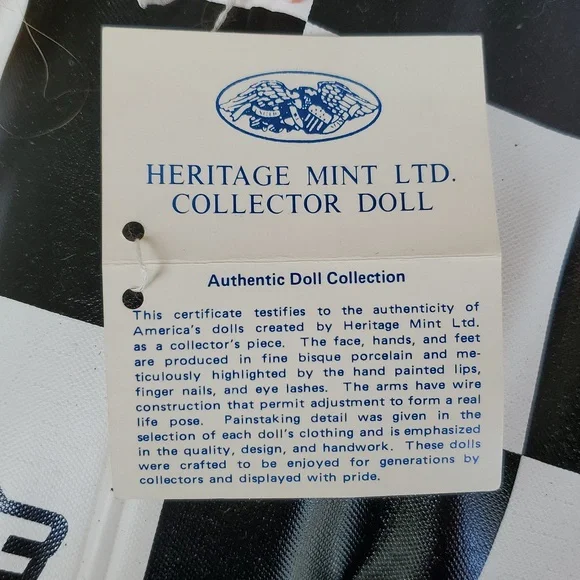 HERITAGE MINT LTD.
COLLECTOR DOLL
Authentic Doll Collection
This certificate testifies to the authenticity of
America's dolls created by Heritage Mint Ltd.
as a collector's piece. The face, hands, and feet
are produced in fine bisque porcelain and me-
ticulously highlighted by the hand painted lips,
finger nails, and eye lashes. The arms have wire
construction that permit adjustment to form a real
life pose. Painstaking detail was given in the
selection of each doll's clothing and is emphasized
in the quality, design, and handwork. These dolls
were crafted to be enjoyed for generations by
collectors and displayed with pride.